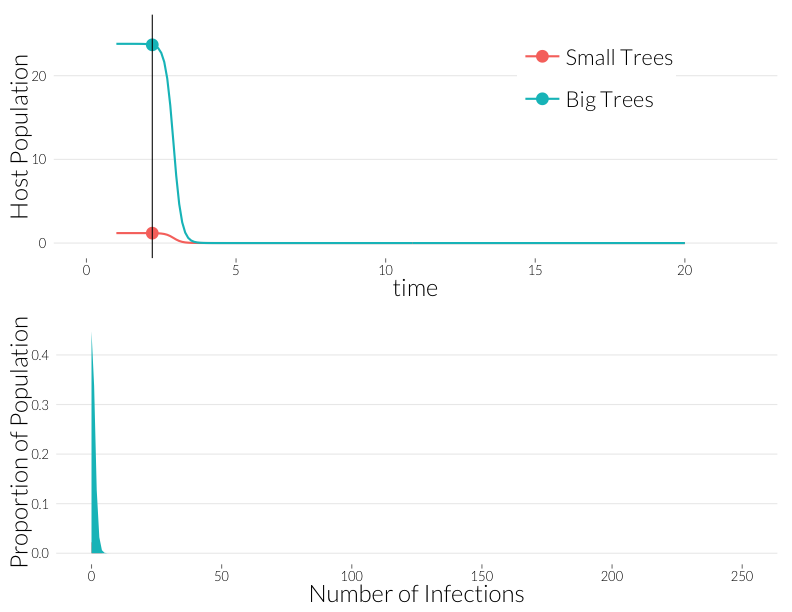 Host Population
20
10
0
Small Trees
Big Trees
0 5 10 15 20
time
Proportion of Population
0.4
0.3
0.2
0.1
0.0
0 50 100 150 200 250
Number of Infections